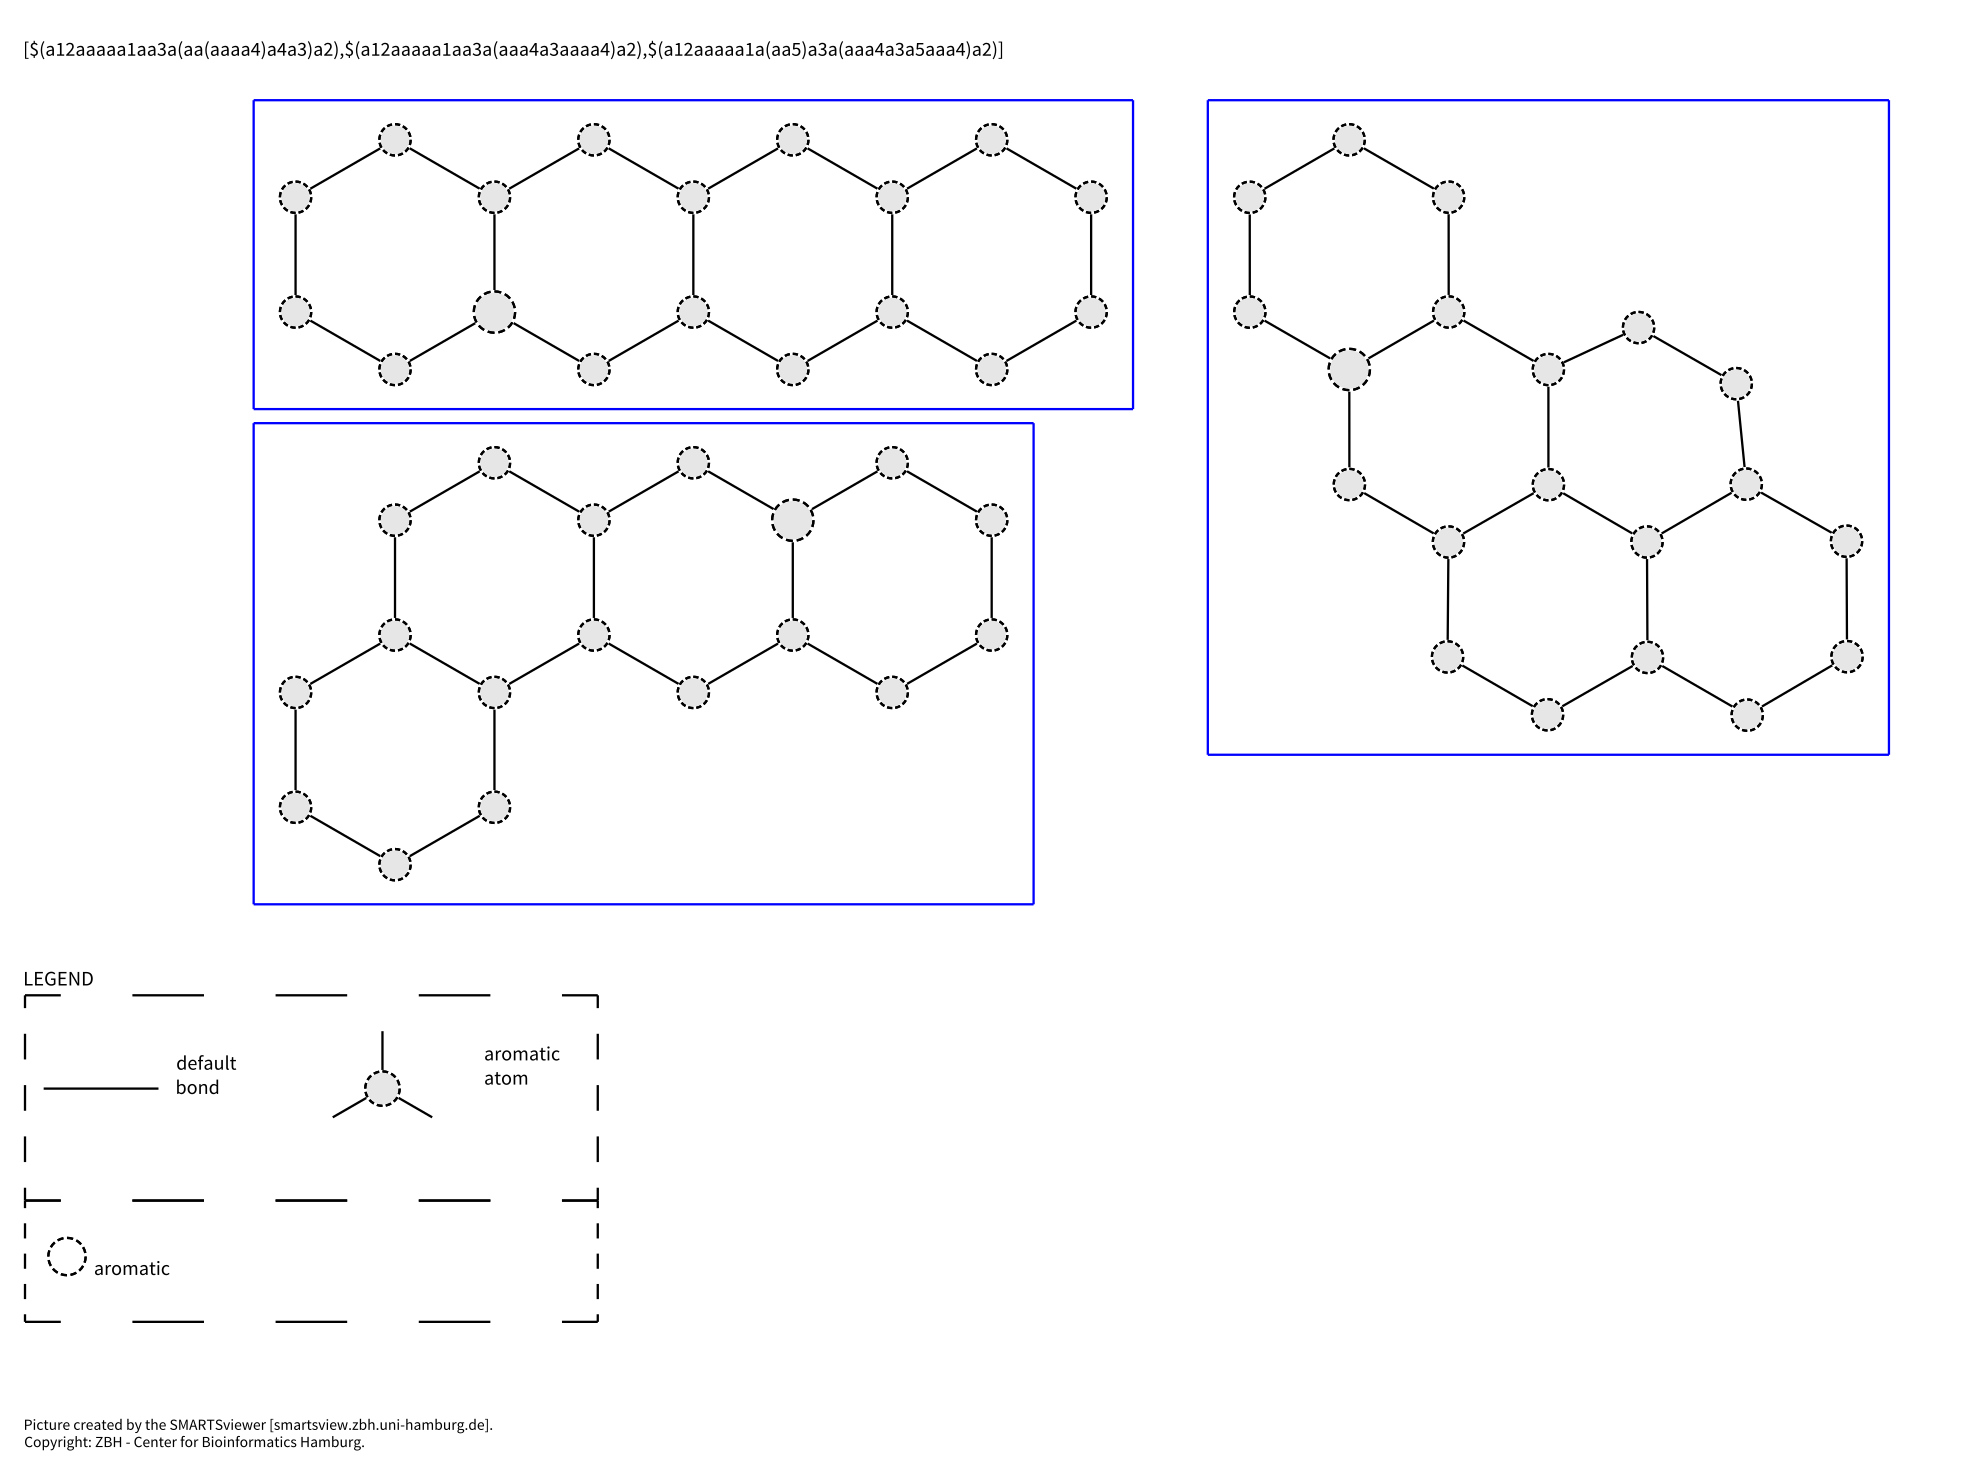 [$(a12aaaaa1aa3a(aa(aaaa4)a4a3)a2),$(a12aaaaa1aa3a(aaa4a3aaaa4)a2),$(a12aaaaa1a(aa5)a3a(aaa4a3a5aaa4)a2)]
LEGEND
default
bond
aromatic
atom
aromatic
Picture created by the SMARTSviewer [smartsview.zbh.uni-hamburg.de].
Copyright: ZBH - Center for Bioinformatics Hamburg.